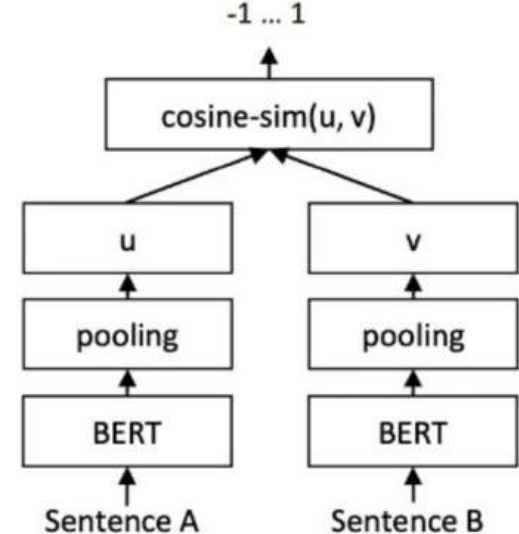 -1 ... 1
cosine-sim(u, v)
u
v
pooling
pooling
BERT
BERT
Sentence A
Sentence B